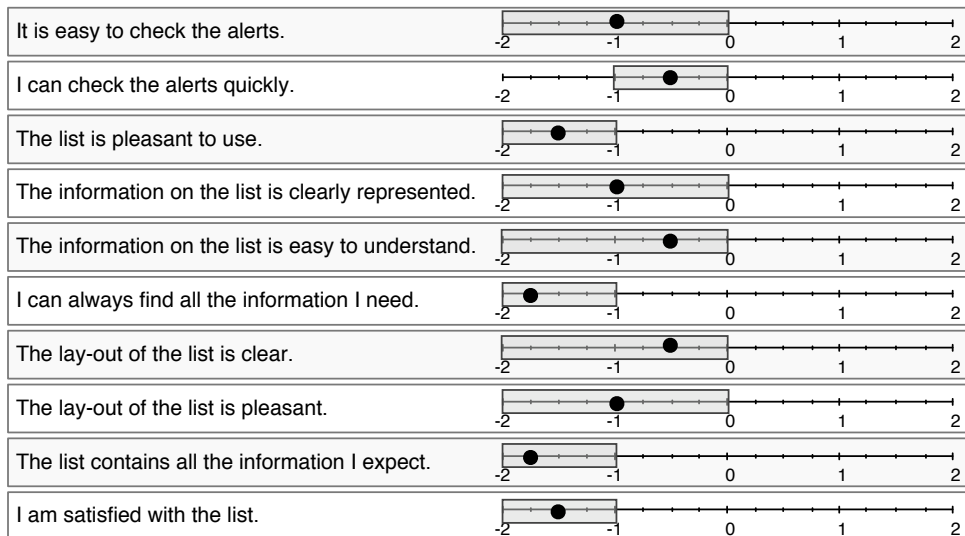 It is easy to check the alerts.
-2 -1 0 1 2
I can check the alerts quickly.
-2 -1 0 1 2
The list is pleasant to use.
-2 -1 0 1 2
The information on the list is clearly represented.
-2 -1 0 1 2
The information on the list is easy to understand.
-2 -1 0 1 2
I can always find all the information I need.
-2 -1 0 1 2
The lay-out of the list is clear.
-2 -1 0 1 2
The lay-out of the list is pleasant.
-2 -1 0 1 2
The list contains all the information I expect.
-2 -1 0 1 2
I am satisfied with the list.
-2 -1 0 1 2